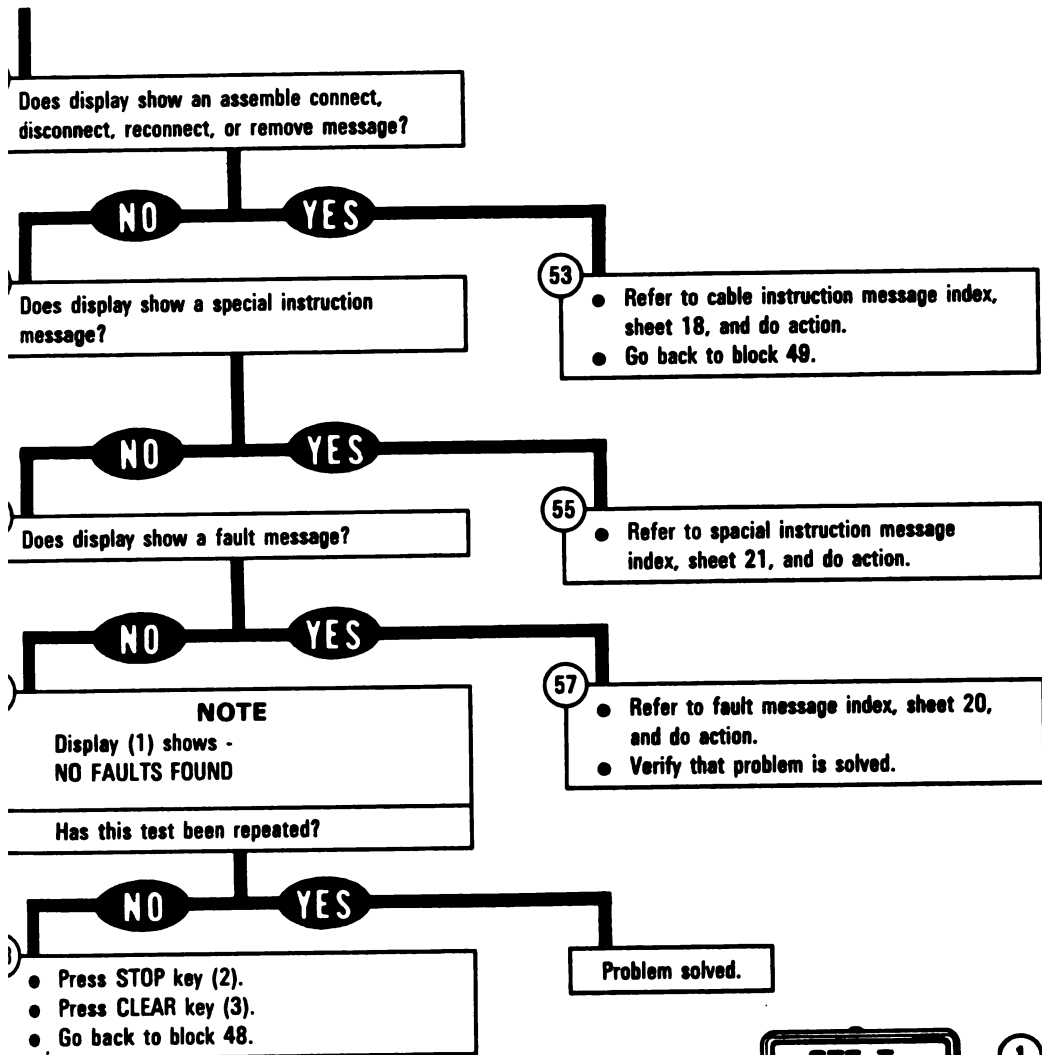 Does display show an assemble connect,
disconnect, reconnect, or remove message?
NO
YES
53
● Refer to cable instruction message index,
sheet 18, and do action.
● Go back to block 49.
Does display show a special instruction
message?
NO
YES
55
● Refer to spacial instruction message
index, sheet 21, and do action.
Does display show a fault message?
NO
YES
57
● Refer to fault message index, sheet 20,
and do action.
● Verify that problem is solved.
NOTE
Display (1) shows -
NO FAULTS FOUND
Has this test been repeated?
NO
YES
● Press STOP key (2).
● Press CLEAR key (3).
● Go back to block 48.
Problem solved.
1